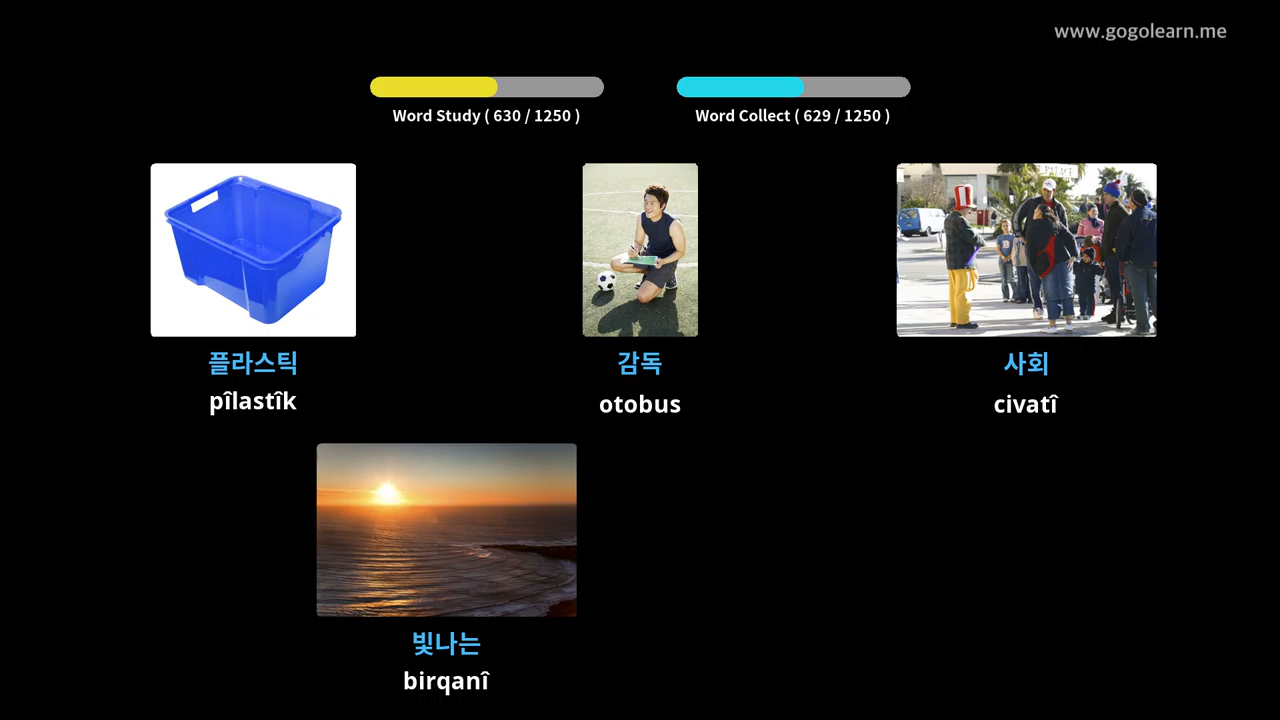 www.gogolearn.me
Word Study ( 630 / 1250 )
Word Collect ( 629 / 1250 )
플라스틱
감독
사회
pîlastîk
otobus
civatî
빛나는
birqanî